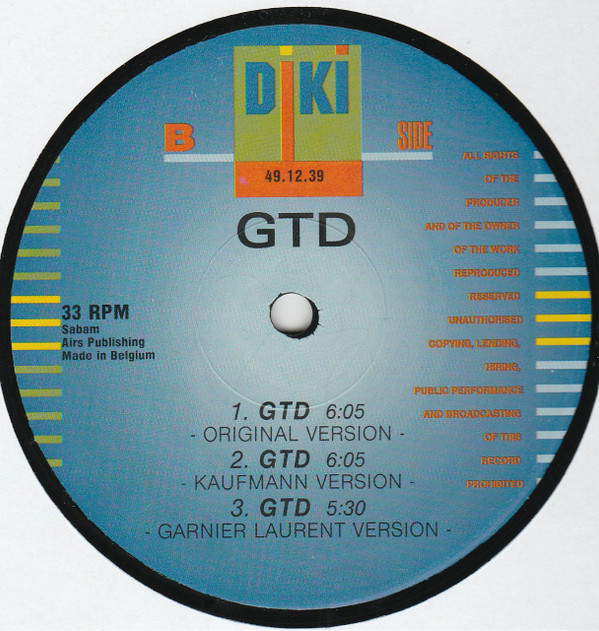 DiKi
B SIDE
49.12.39
GTD
ALL RIGHTS
OF THE
PRODUCER
AND OF THE OWNER
OF THE WORK
REPRODUCED
RESERVED
UNAUTHORISED
COPYING, LENDING,
HIRING,
PUBLIC PERFORMANCE
AND BROADCASTING
OF THIS
RECORD
PROHIBITED
33 RPM
Sabam
Airs Publishing
Made in Belgium
1. GTD 6:05
- ORIGINAL VERSION -
2. GTD 6:05
- KAUFMANN VERSION -
3. GTD 5:30
- GARNIER LAURENT VERSION -